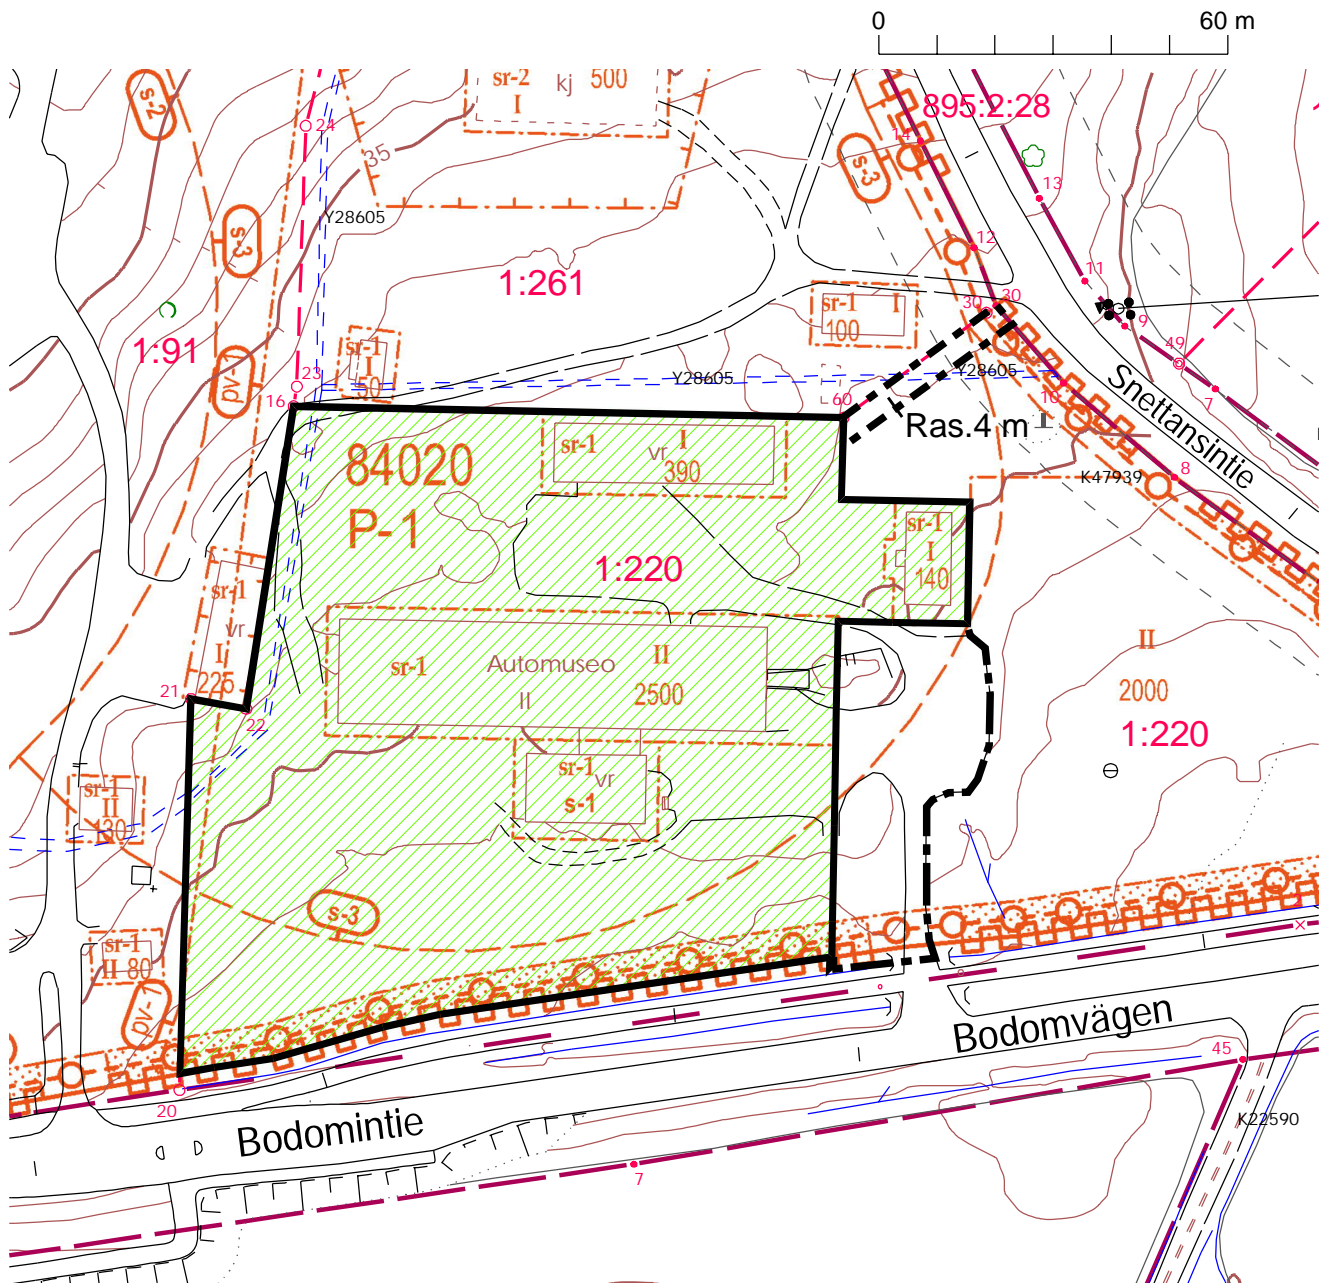 0 60 m
sr-2 kj 500
I
s-2
24
895:2:28
14
35
s-3
13
Y28605
s-3
12
11
1:261
sr-1 I
100
30 30
9
1:91
sr-1
I
50
49
pv-1
23
Y28605
Y28605
7
16
60
10
Snettansintie
Ras.4 m
I
84020
P-1
sr-1 vr I
390
K47939
8
sr-1
I
140
1:220
sr-1
vr
I
225
sr-1 Automuseo II
II 2500
II
2000
21
22
1:220
sr-1 vr
s-1
sr-1
II
130
s-3
sr-1
II 80
pv-1
Bodomvägen
45
20
Bodomintie
K22590
7